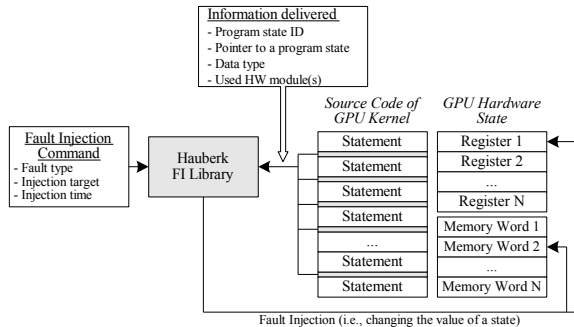 Information delivered
- Program state ID
- Pointer to a program state
- Data type
- Used HW module(s)
Fault Injection
Command
- Fault type
- Injection target
- Injection time
Hauberk
FI Library
Source Code of
GPU Kernel
Statement
Statement
Statement
Statement
...
Statement
Statement
GPU Hardware
State
Register 1
Register 2
...
Register N
Memory Word 1
Memory Word 2
...
Memory Word N
Fault Injection (i.e., changing the value of a state)